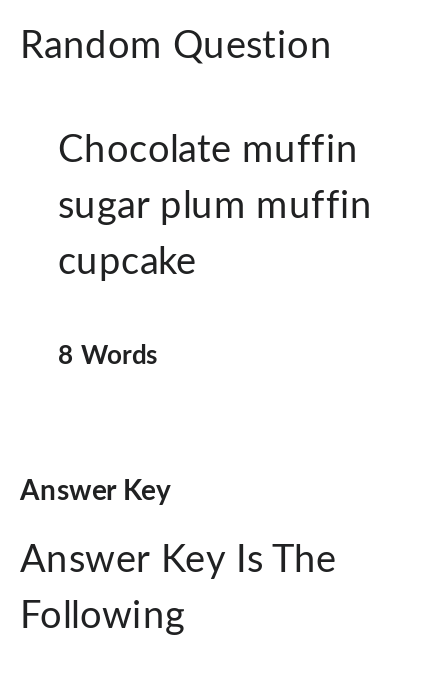 Random Question
Chocolate muffin
sugar plum muffin
cupcake
8 Words
Answer Key
Answer Key Is The
Following